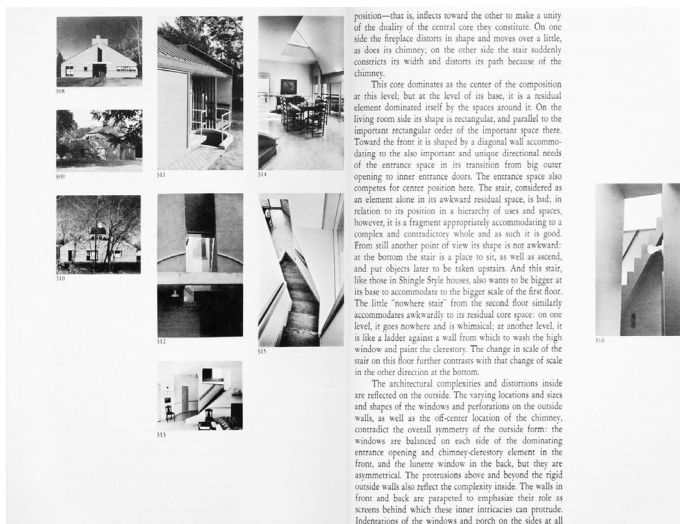 308
309
310
311
312
313
314
315
position—that is, inflects toward the other to make a unity
of the duality of the central core they constitute. On one
side the fireplace distorts in shape and moves over a little,
as does its chimney; on the other side the stair suddenly
constricts its width and distorts its path because of the
chimney.
This core dominates as the center of the composition
at this level; but at the level of its base, it is a residual
element dominated itself by the spaces around it. On the
living room side its shape is rectangular, and parallel to the
important rectangular order of the important space there.
Toward the front it is shaped by a diagonal wall accommo-
dating to the also important and unique directional needs
of the entrance space in its transition from big outer
opening to inner entrance doors. The entrance space also
competes for center position here. The stair, considered as
an element alone in its awkward residual space, is bad; in
relation to its position in a hierarchy of uses and spaces,
however, it is a fragment appropriately accommodating to a
complex and contradictory whole and as such it is good.
From still another point of view its shape is not awkward:
at the bottom the stair is a place to sit, as well as ascend,
and put objects later to be taken upstairs. And this stair,
like those in Shingle Style houses, also wants to be bigger at
its base to accommodate to the bigger scale of the first floor.
The little "nowhere stair" from the second floor similarly
accommodates awkwardly to its residual core space: on one
level, it goes nowhere and is whimsical; at another level, it
is like a ladder against a wall from which to wash the high
window and paint the clerestory. The change in scale of the
stair on this floor further contrasts with that change of scale
in the other direction at the bottom.
The architectural complexities and distortions inside
are reflected on the outside. The varying locations and sizes
and shapes of the windows and perforations on the outside
walls, as well as the off-center location of the chimney,
contradict the overall symmetry of the outside form: the
windows are balanced on each side of the dominating
entrance opening and chimney-clerestory element in the
front, and the lunette window in the back, but they are
asymmetrical. The protrusions above and beyond the rigid
outside walls also reflect the complexity inside. The walls in
front and back are parapeted to emphasize their role as
screens behind which these inner intricacies can protrude.
Indentations of the windows and porch on the sides at all
316